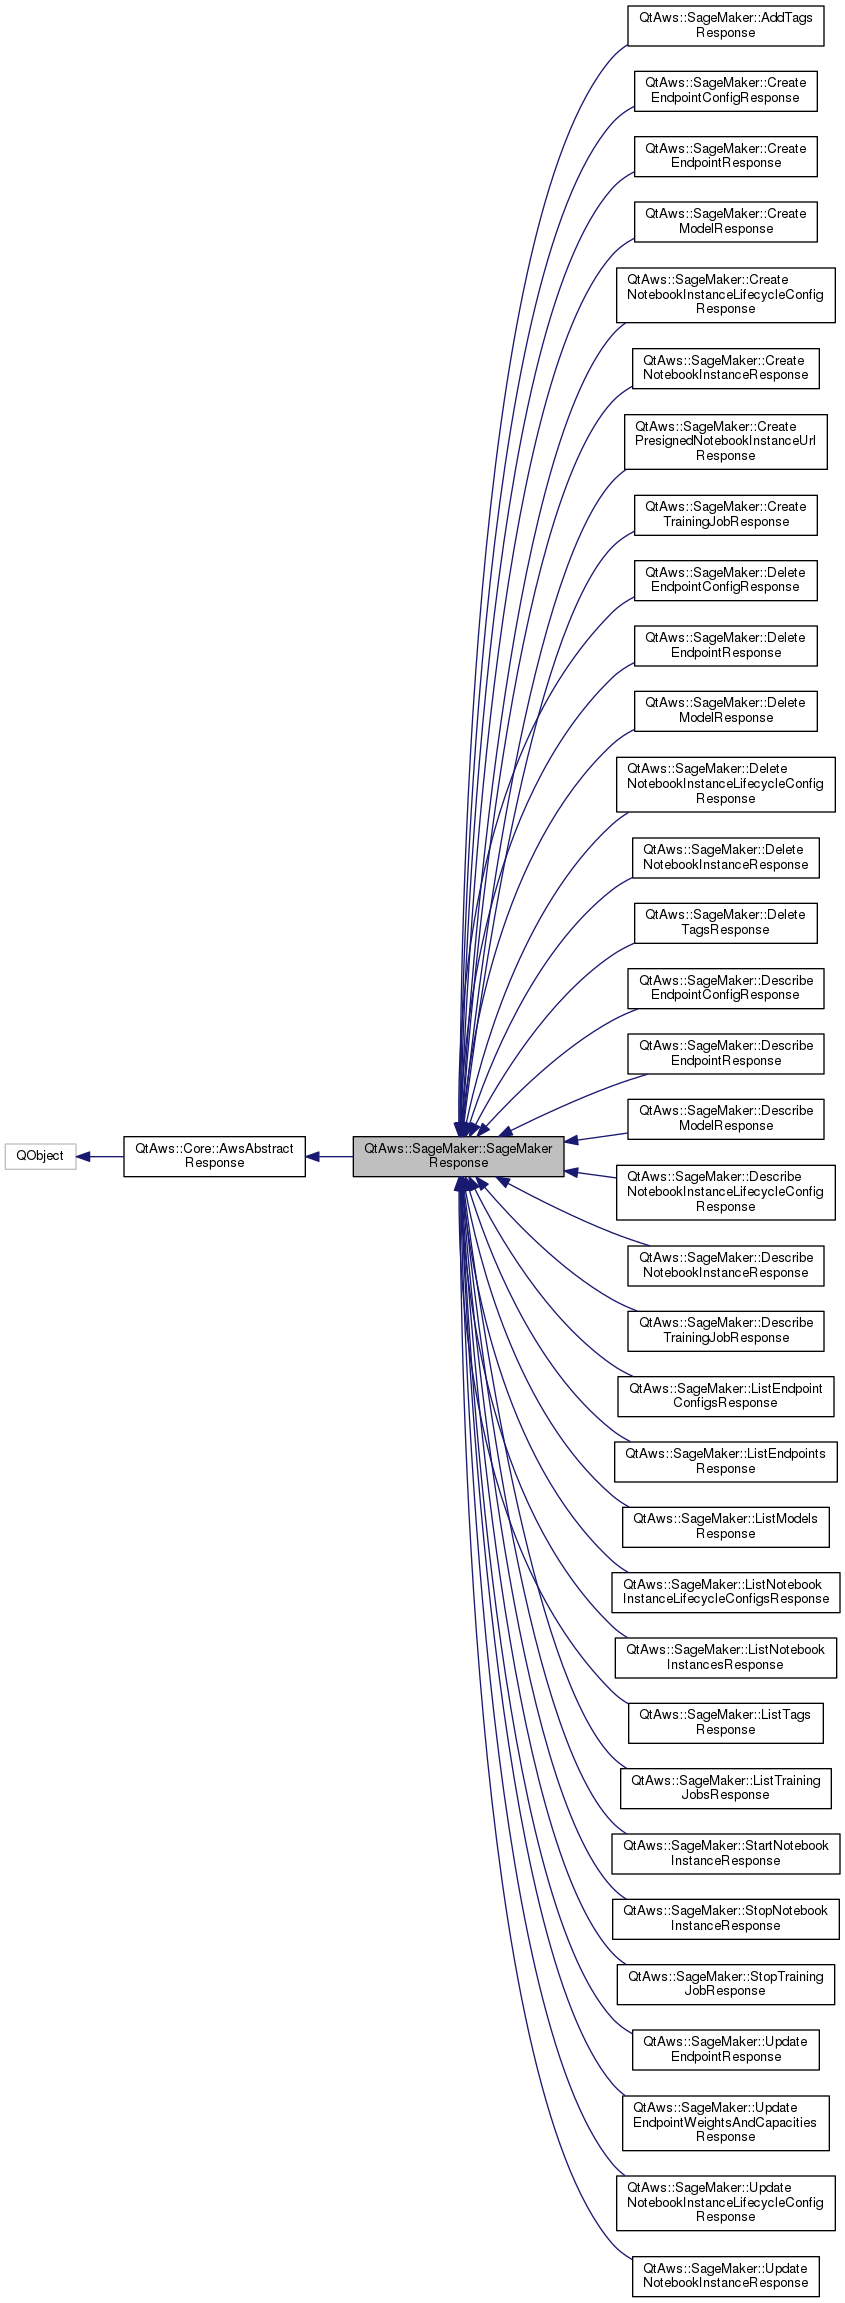 QObject
QtAws::Core::AwsAbstract
Response
QtAws::SageMaker::SageMaker
Response
QtAws::SageMaker::AddTags
Response
QtAws::SageMaker::Create
EndpointConfigResponse
QtAws::SageMaker::Create
EndpointResponse
QtAws::SageMaker::Create
ModelResponse
QtAws::SageMaker::Create
NotebookInstanceLifecycleConfig
Response
QtAws::SageMaker::Create
NotebookInstanceResponse
QtAws::SageMaker::Create
PresignedNotebookInstanceUrl
Response
QtAws::SageMaker::Create
TrainingJobResponse
QtAws::SageMaker::Delete
EndpointConfigResponse
QtAws::SageMaker::Delete
EndpointResponse
QtAws::SageMaker::Delete
ModelResponse
QtAws::SageMaker::Delete
NotebookInstanceLifecycleConfig
Response
QtAws::SageMaker::Delete
NotebookInstanceResponse
QtAws::SageMaker::Delete
TagsResponse
QtAws::SageMaker::Describe
EndpointConfigResponse
QtAws::SageMaker::Describe
EndpointResponse
QtAws::SageMaker::Describe
ModelResponse
QtAws::SageMaker::Describe
NotebookInstanceLifecycleConfig
Response
QtAws::SageMaker::Describe
NotebookInstanceResponse
QtAws::SageMaker::Describe
TrainingJobResponse
QtAws::SageMaker::ListEndpoint
ConfigsResponse
QtAws::SageMaker::ListEndpoints
Response
QtAws::SageMaker::ListModels
Response
QtAws::SageMaker::ListNotebook
InstanceLifecycleConfigsResponse
QtAws::SageMaker::ListNotebook
InstancesResponse
QtAws::SageMaker::ListTags
Response
QtAws::SageMaker::ListTraining
JobsResponse
QtAws::SageMaker::StartNotebook
InstanceResponse
QtAws::SageMaker::StopNotebook
InstanceResponse
QtAws::SageMaker::StopTraining
JobResponse
QtAws::SageMaker::Update
EndpointResponse
QtAws::SageMaker::Update
EndpointWeightsAndCapacities
Response
QtAws::SageMaker::Update
NotebookInstanceLifecycleConfig
Response
QtAws::SageMaker::Update
NotebookInstanceResponse